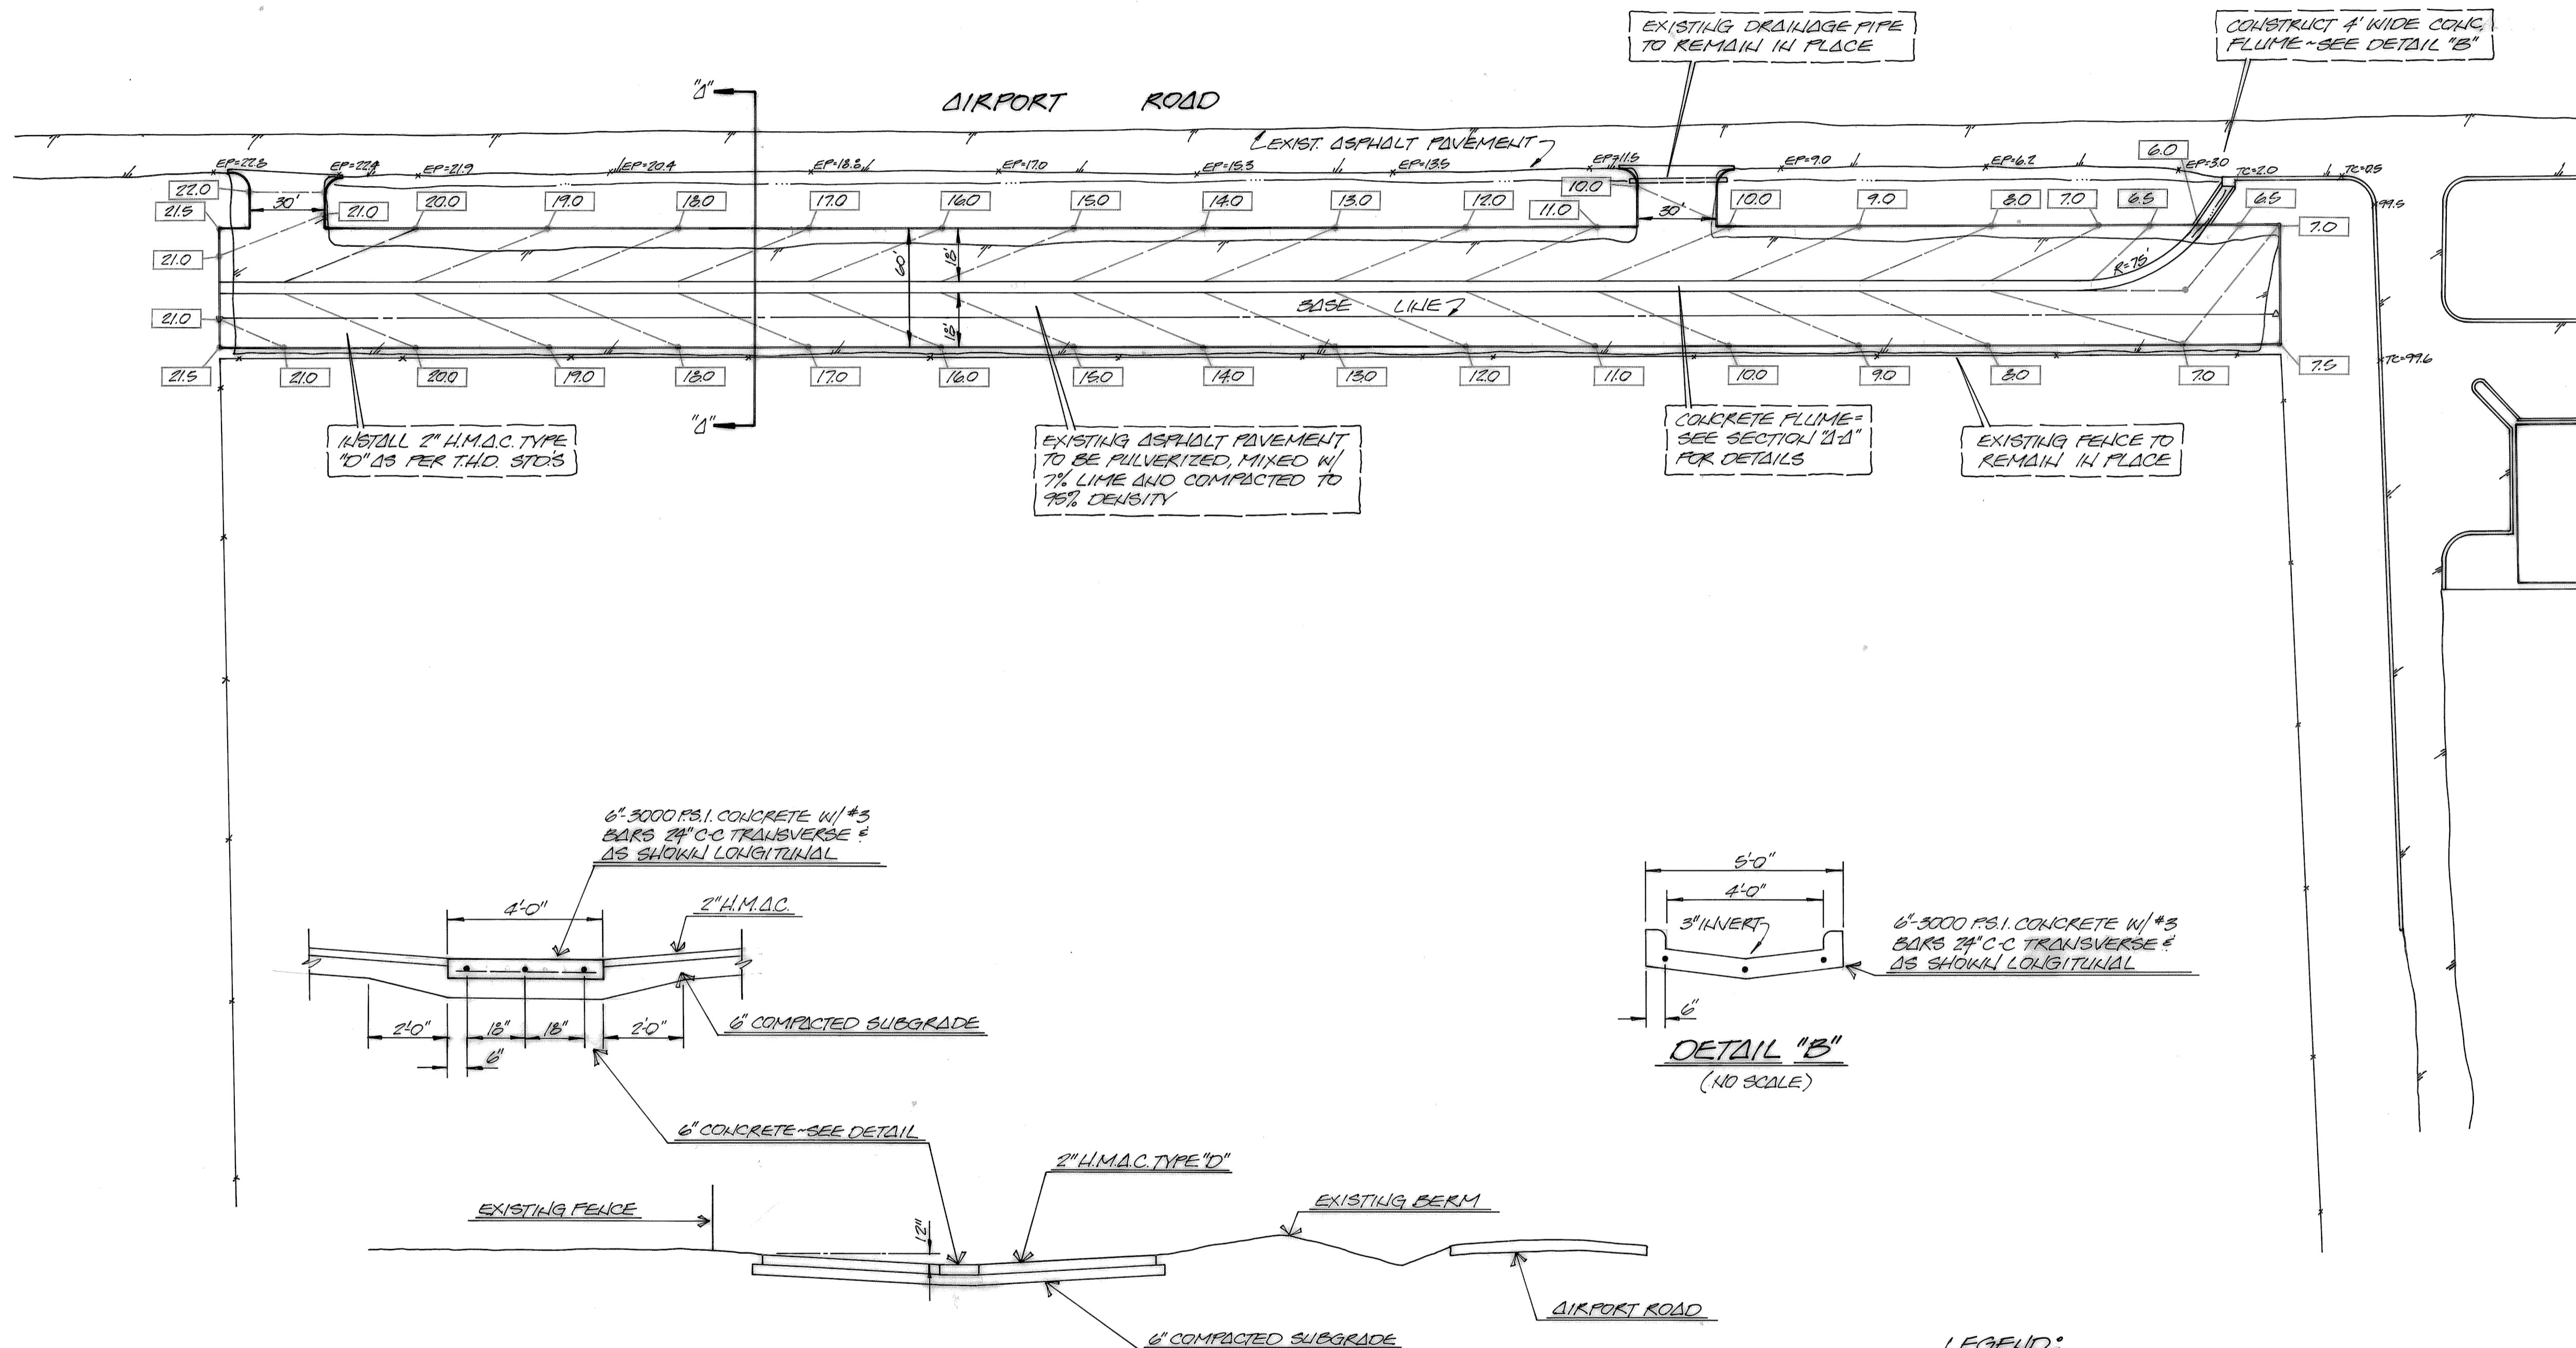 EXISTING DRAINAGE PIPE
TO REMAIN IN PLACE
CONSTRUCT 4' WIDE CONC.
FLUME~SEE DETAIL "B"
"A"
AIRPORT ROAD
EXIST. ASPHALT PAVEMENT
EP=22.8
EP=22.4
EP=21.9
EP=20.4
EP=18.8
EP=17.0
EP=15.3
EP=13.5
EP=11.5
EP=9.0
EP=6.2
6.0
EP=3.0
TC=2.0
TC=0.5
22.0
30'
21.5
21.0
20.0
19.0
18.0
17.0
16.0
15.0
14.0
13.0
12.0
11.0
10.0
30'
10.0
9.0
8.0
7.0
6.5
6.5
7.0
99.5
21.0
60'
18'
18'
R=75'
BASE LINE
21.0
21.5
21.0
20.0
19.0
18.0
17.0
16.0
15.0
14.0
13.0
12.0
11.0
10.0
9.0
8.0
7.0
7.5
TC=99.6
"A"
INSTALL 2" H.M.A.C. TYPE
"D" AS PER T.H.D. STD'S
EXISTING ASPHALT PAVEMENT
TO BE PULVERIZED, MIXED W/
7% LIME AND COMPACTED TO
95% DENSITY
CONCRETE FLUME=
SEE SECTION "A-A"
FOR DETAILS
EXISTING FENCE TO
REMAIN IN PLACE
6"-3000 P.S.I. CONCRETE W/ #3
BARS 24" C-C TRANSVERSE &
AS SHOWN LONGITUNAL
4'-0"
2" H.M.A.C.
2'-0"
18"
18"
2'-0"
6"
6" COMPACTED SUBGRADE
5'-0"
4'-0"
3" INVERT
6"-3000 P.S.I. CONCRETE W/ #3
BARS 24" C-C TRANSVERSE &
AS SHOWN LONGITUNAL
6"
DETAIL "B"
(NO SCALE)
6" CONCRETE~SEE DETAIL
2" H.M.A.C. TYPE "D"
EXISTING FENCE
12"
EXISTING BERM
AIRPORT ROAD
6" COMPACTED SUBGRADE
LEGEND: